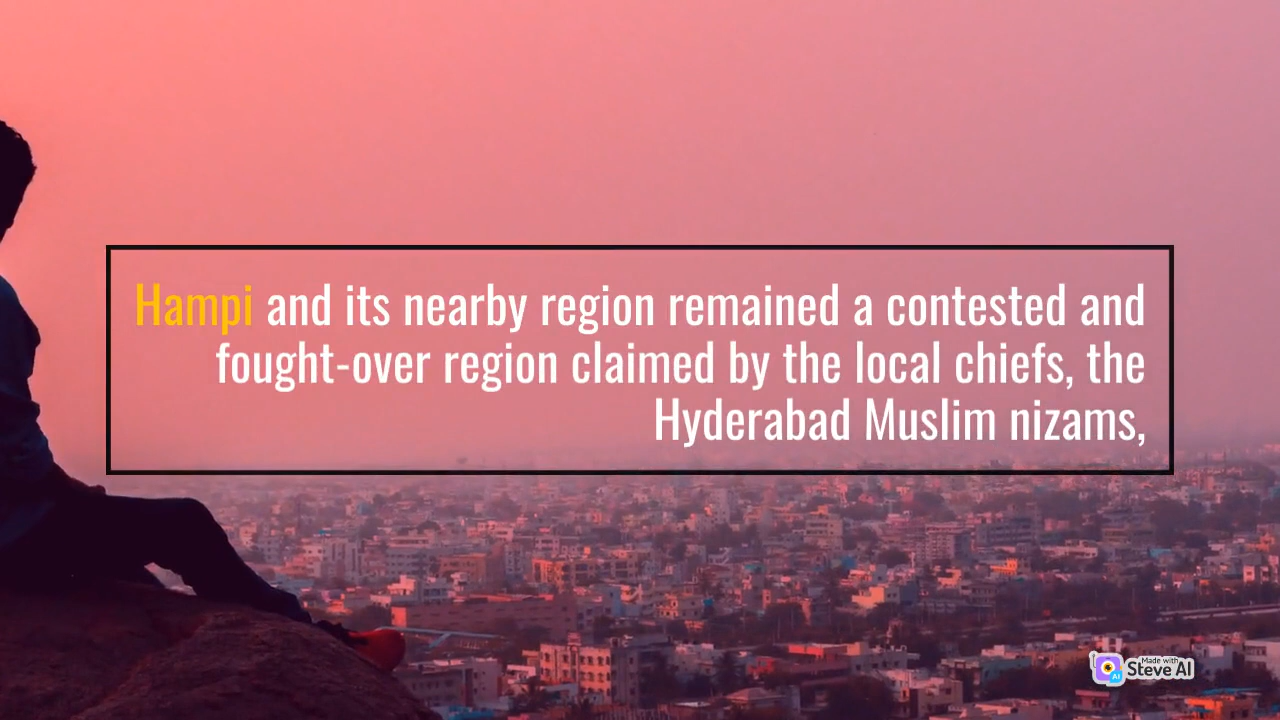 Hampi and its nearby region remained a contested and
fought-over region claimed by the local chiefs, the
Hyderabad Muslim nizams,
Made with
Steve AI
AI